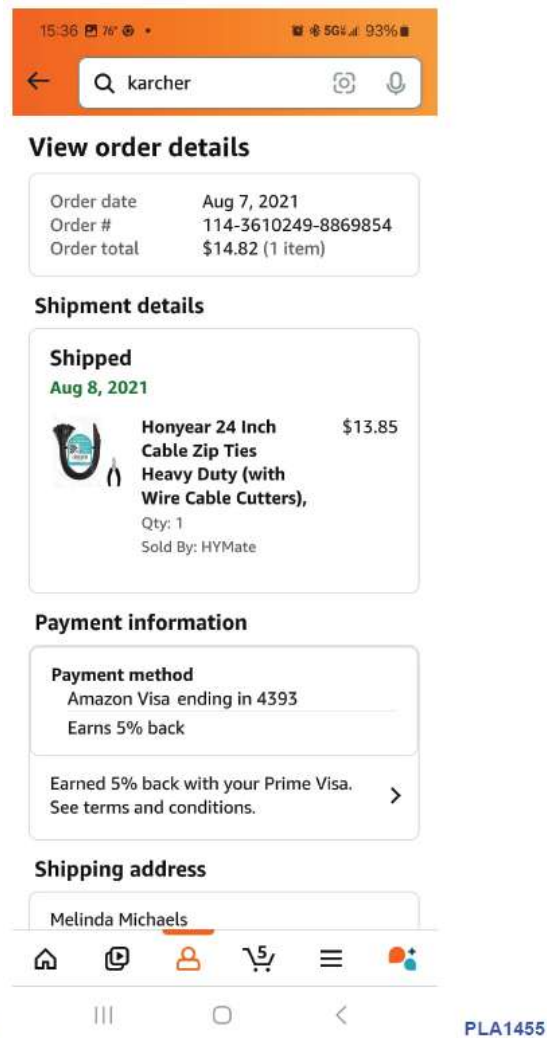 15:36 76° 5G 93%
karcher
View order details
Order date Aug 7, 2021
Order # 114-3610249-8869854
Order total $14.82 (1 item)
Shipment details
Shipped
Aug 8, 2021
Honyear 24 Inch $13.85
Cable Zip Ties
Heavy Duty (with
Wire Cable Cutters),
Qty: 1
Sold By: HYMate
Payment information
Payment method
Amazon Visa ending in 4393
Earns 5% back
Earned 5% back with your Prime Visa.
See terms and conditions.
Shipping address
Melinda Michaels
5
PLA1455